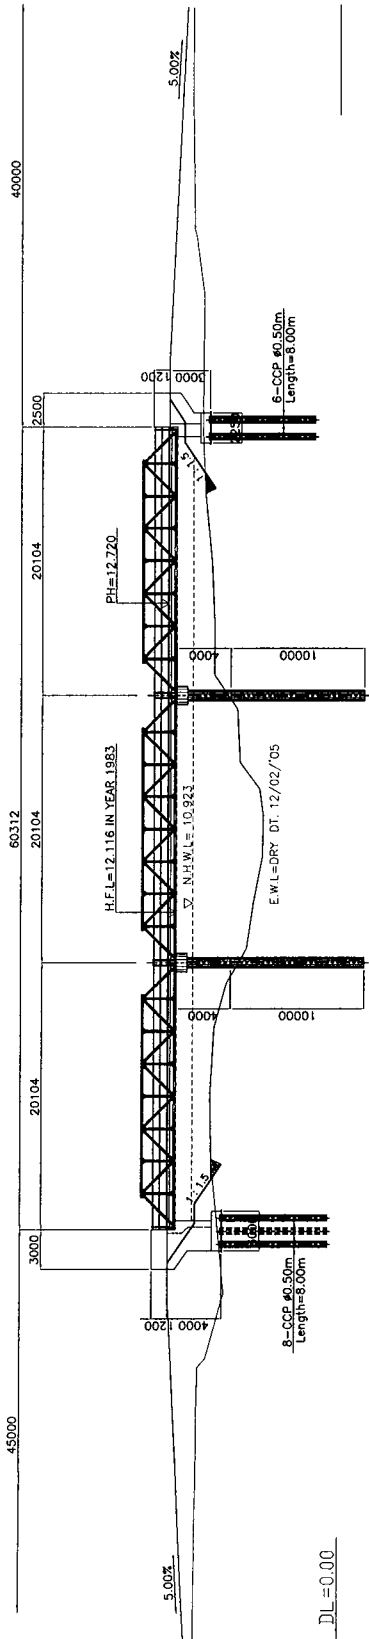 45000
60312
40000
3000
20104
20104
20104
2500
5.00%
5.00%
H.F.L=12.116 IN YEAR 1983
PH=12.720
N.H.W.L= 10.923
E.W.L=DRY DT. 12/02/'05
1200
4000
1200
3000
1:1.5
1:1.5
4000
10000
4000
10000
8-CCP ø0.50m
Length=8.00m
6-CCP ø0.50m
Length=8.00m
DL=0.00